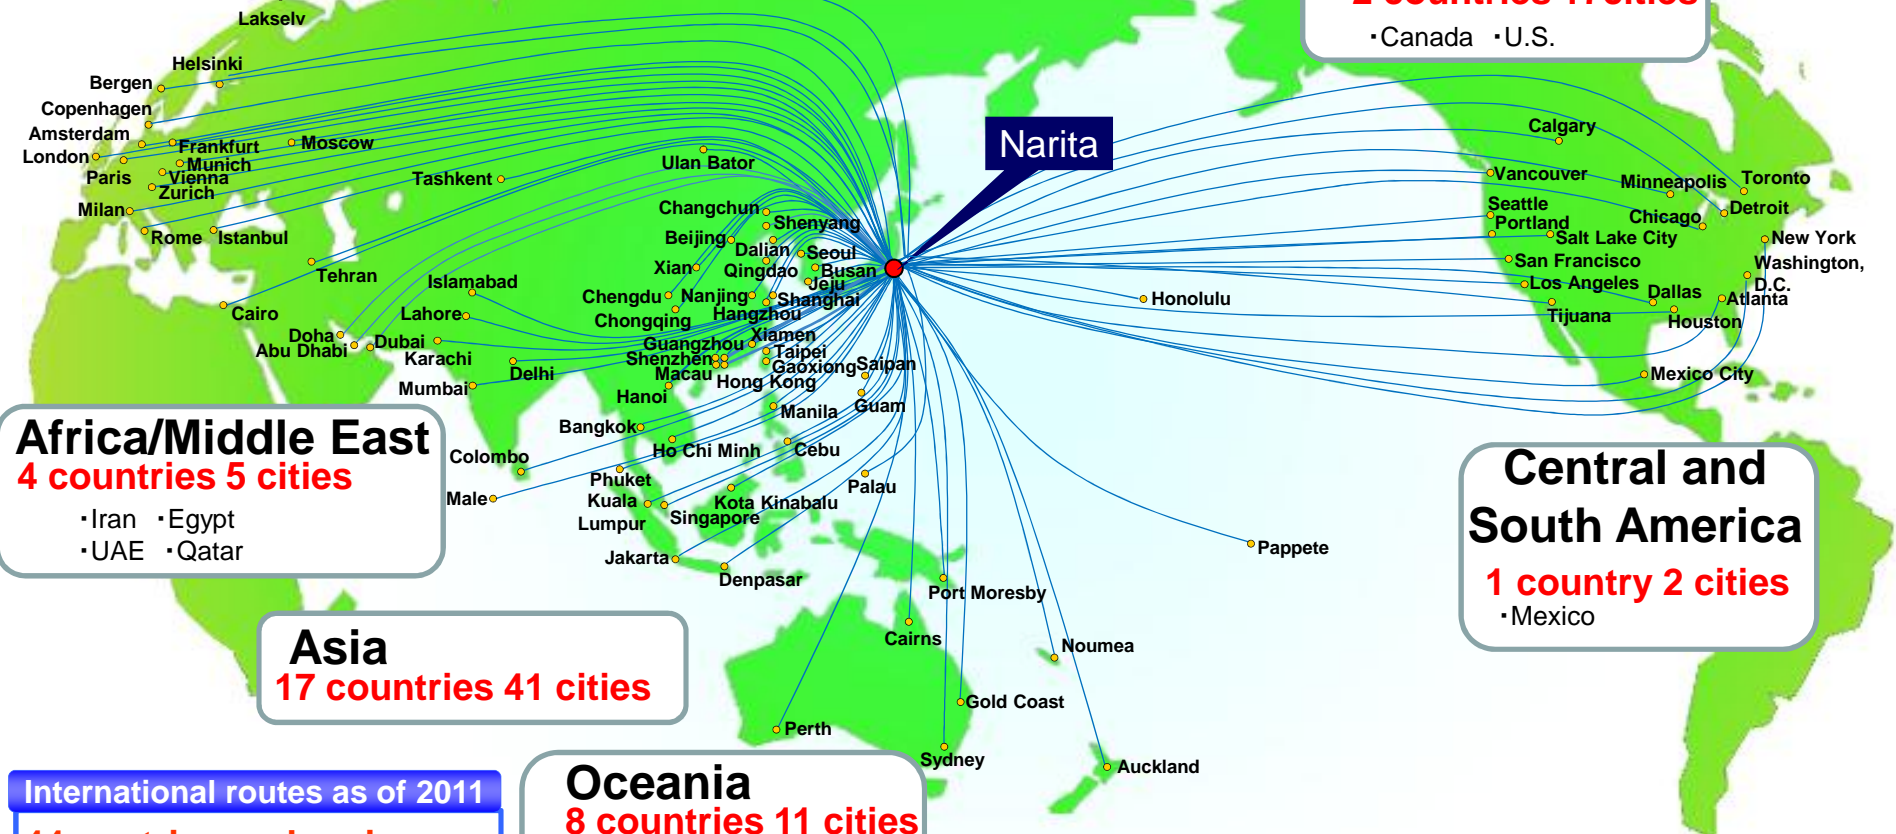 Lakselv
2 countries 17cities
・Canada ・U.S.
Helsinki
Bergen
Copenhagen
Amsterdam
London
Paris
Frankfurt
Munich
Vienna
Zurich
Moscow
Milan
Rome
Istanbul
Tashkent
Ulan Bator
Narita
Calgary
Vancouver
Minneapolis
Toronto
Seattle
Portland
Chicago
Detroit
Salt Lake City
New York
San Francisco
Washington,
D.C.
Los Angeles
Dallas
Atlanta
Tijuana
Houston
Mexico City
Honolulu
Changchun
Shenyang
Beijing
Dalian
Seoul
Xian
Qingdao
Busan
Jeju
Chengdu
Nanjing
Shanghai
Chongqing
Hangzhou
Tehran
Islamabad
Cairo
Lahore
Doha
Abu Dhabi
Dubai
Karachi
Delhi
Mumbai
Xiamen
Guangzhou
Shenzhen
Taipei
Macau
Gaoxiong
Hong Kong
Saipan
Hanoi
Guam
Manila
Bangkok
Ho Chi Minh
Cebu
Colombo
Phuket
Palau
Male
Kuala
Lumpur
Kota Kinabalu
Singapore
Jakarta
Denpasar
Pappete
Port Moresby
Cairns
Noumea
Gold Coast
Perth
Sydney
Auckland
Africa/Middle East
4 countries 5 cities
・Iran ・Egypt
・UAE ・Qatar
Central and
South America
1 country 2 cities
・Mexico
Asia
17 countries 41 cities
Oceania
8 countries 11 cities
International routes as of 2011